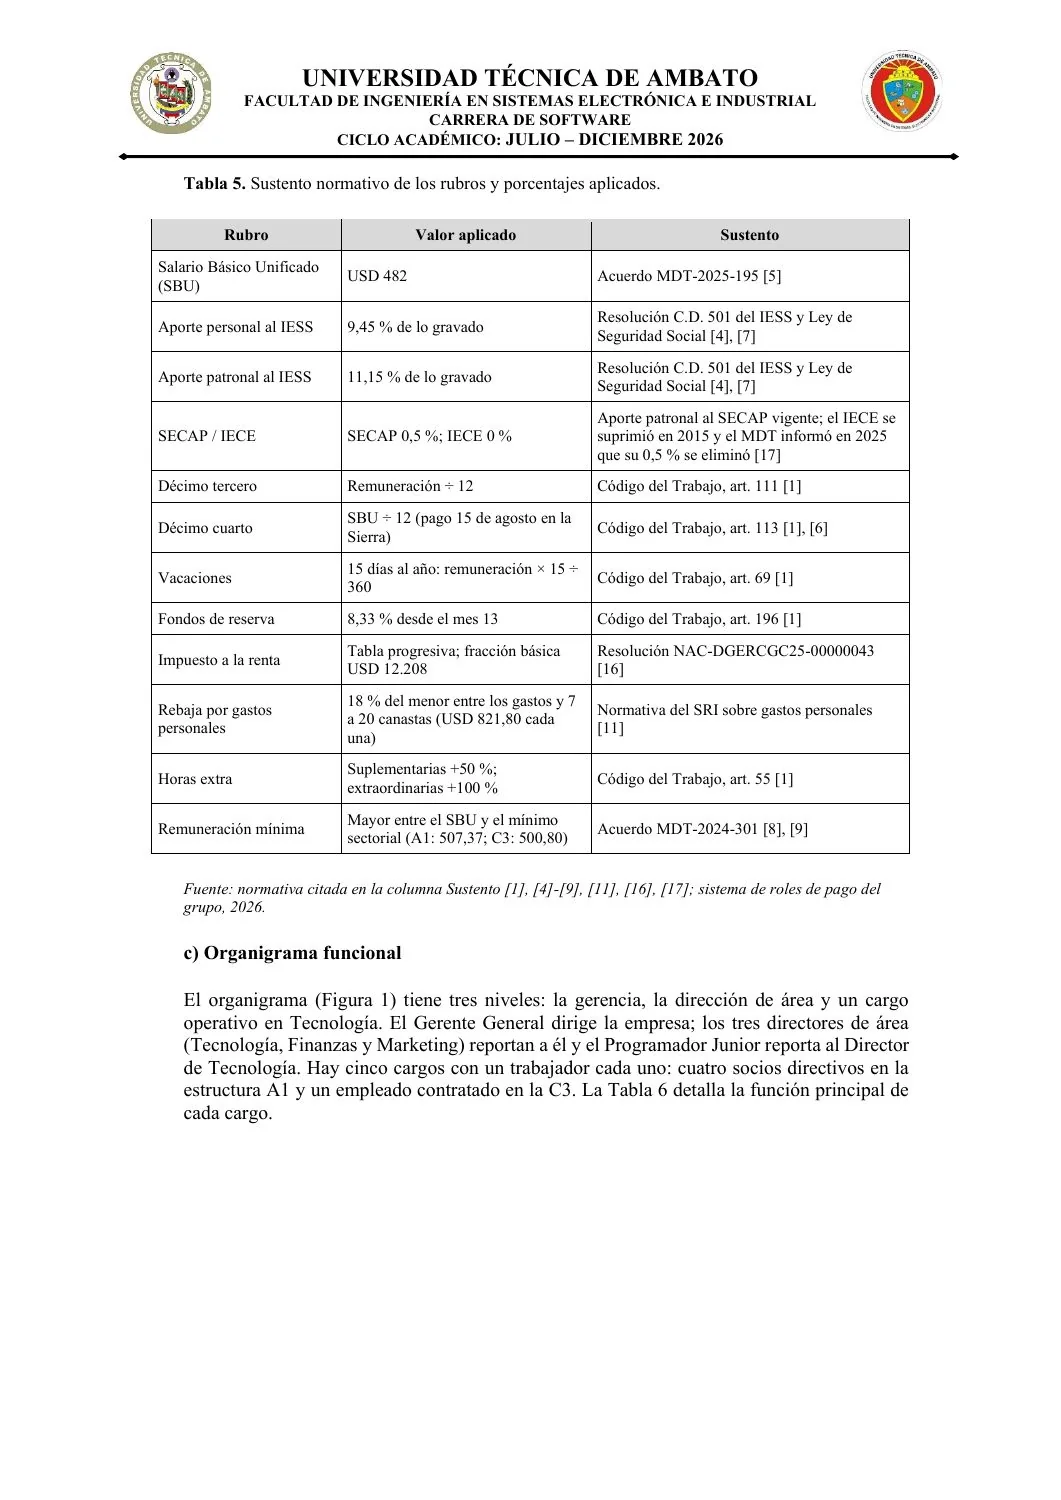 UNIVERSIDAD TÉCNICA DE AMBATO
FACULTAD DE INGENIERÍA EN SISTEMAS ELECTRÓNICA E INDUSTRIAL
CARRERA DE SOFTWARE
CICLO ACADÉMICO: JULIO – DICIEMBRE 2026
Tabla 5. Sustento normativo de los rubros y porcentajes aplicados.
Rubro Valor aplicado Sustento
Salario Básico Unificado
(SBU)
USD 482
Acuerdo MDT-2025-195 [5]
Aporte personal al IESS
9,45 % de lo gravado
Resolución C.D. 501 del IESS y Ley de
Seguridad Social [4], [7]
Aporte patronal al IESS
11,15 % de lo gravado
Resolución C.D. 501 del IESS y Ley de
Seguridad Social [4], [7]
SECAP / IECE
SECAP 0,5 %; IECE 0 %
Aporte patronal al SECAP vigente; el IECE se
suprimió en 2015 y el MDT informó en 2025
que su 0,5 % se eliminó [17]
Décimo tercero
Remuneración ÷ 12
Código del Trabajo, art. 111 [1]
Décimo cuarto
SBU ÷ 12 (pago 15 de agosto en la
Sierra)
Código del Trabajo, art. 113 [1], [6]
Vacaciones
15 días al año: remuneración × 15 ÷
360
Código del Trabajo, art. 69 [1]
Fondos de reserva
8,33 % desde el mes 13
Código del Trabajo, art. 196 [1]
Impuesto a la renta
Tabla progresiva; fracción básica
USD 12.208
Resolución NAC-DGERCGC25-00000043
[16]
Rebaja por gastos
personales
18 % del menor entre los gastos y 7
a 20 canastas (USD 821,80 cada
una)
Normativa del SRI sobre gastos personales
[11]
Horas extra
Suplementarias +50 %;
extraordinarias +100 %
Código del Trabajo, art. 55 [1]
Remuneración mínima
Mayor entre el SBU y el mínimo
sectorial (A1: 507,37; C3: 500,80)
Acuerdo MDT-2024-301 [8], [9]
Fuente: normativa citada en la columna Sustento [1], [4]-[9], [11], [16], [17]; sistema de roles de pago del
grupo, 2026.
c) Organigrama funcional
El organigrama (Figura 1) tiene tres niveles: la gerencia, la dirección de área y un cargo
operativo en Tecnología. El Gerente General dirige la empresa; los tres directores de área
(Tecnología, Finanzas y Marketing) reportan a él y el Programador Junior reporta al Director
de Tecnología. Hay cinco cargos con un trabajador cada uno: cuatro socios directivos en la
estructura A1 y un empleado contratado en la C3. La Tabla 6 detalla la función principal de
cada cargo.